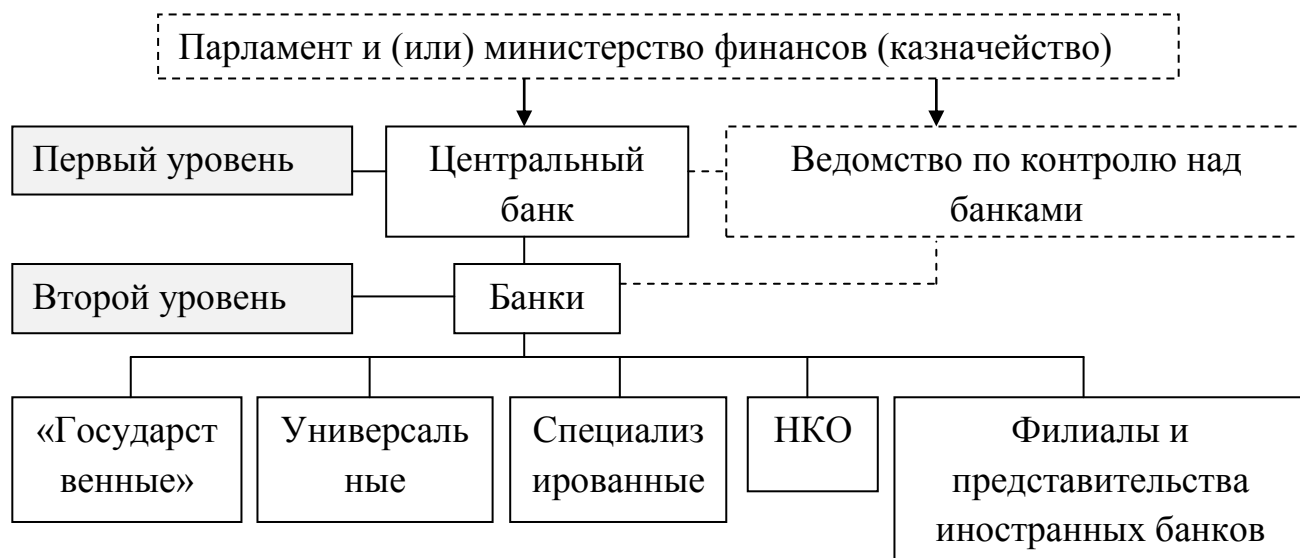 Парламент и (или) министерство финансов (казначейство)
Первый уровень
Центральный
банк
Ведомство по контролю над
банками
Второй уровень
Банки
«Государст
венные»
Универсаль
ные
Специализ
ированные
НКО
Филиалы и
представительства
иностранных банков